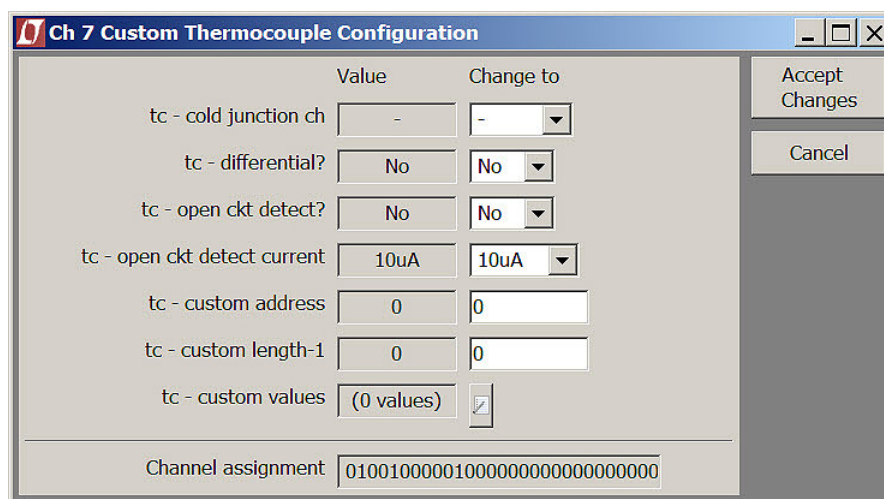 Ch 7 Custom Thermocouple Configuration
Value Change to
tc - cold junction ch - -
tc - differential? No No
tc - open ckt detect? No No
tc - open ckt detect current 10uA 10uA
tc - custom address 0 0
tc - custom length-1 0 0
tc - custom values (0 values)
Channel assignment 01001000001000000000000000000
Accept
Changes
Cancel